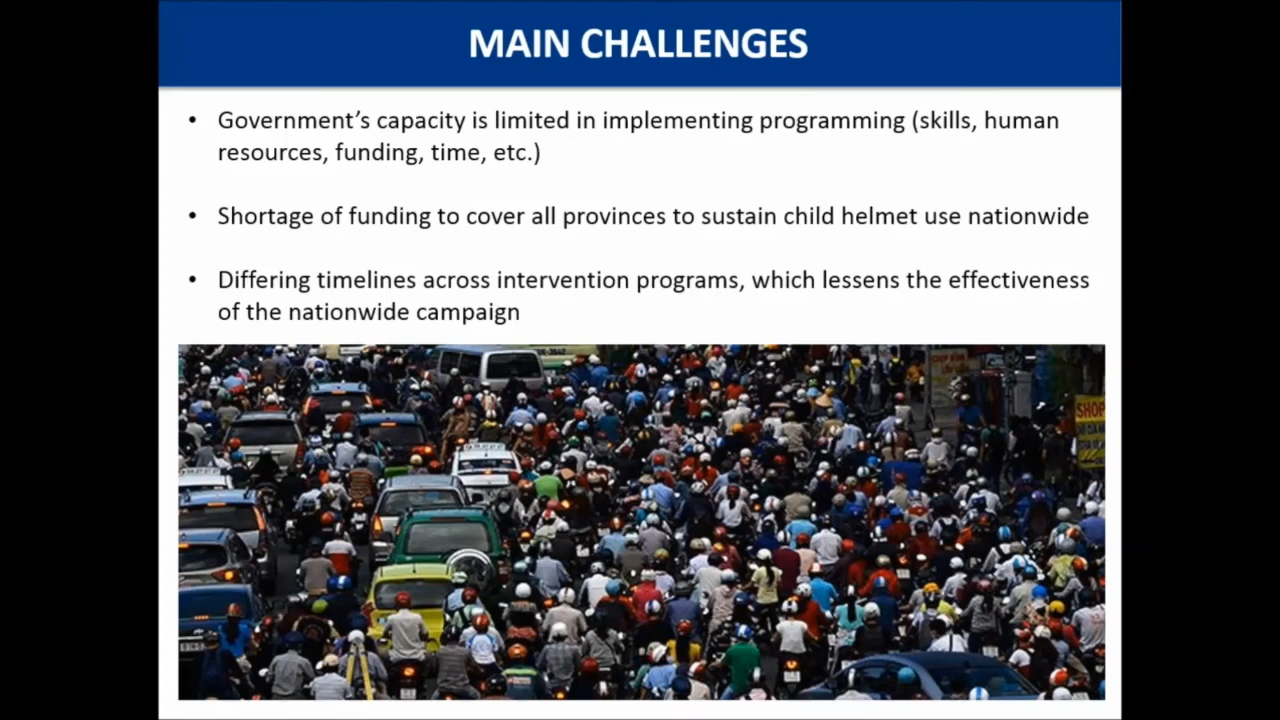 MAIN CHALLENGES
• Government’s capacity is limited in implementing programming (skills, human
resources, funding, time, etc.)
• Shortage of funding to cover all provinces to sustain child helmet use nationwide
• Differing timelines across intervention programs, which lessens the effectiveness
of the nationwide campaign
SHOP